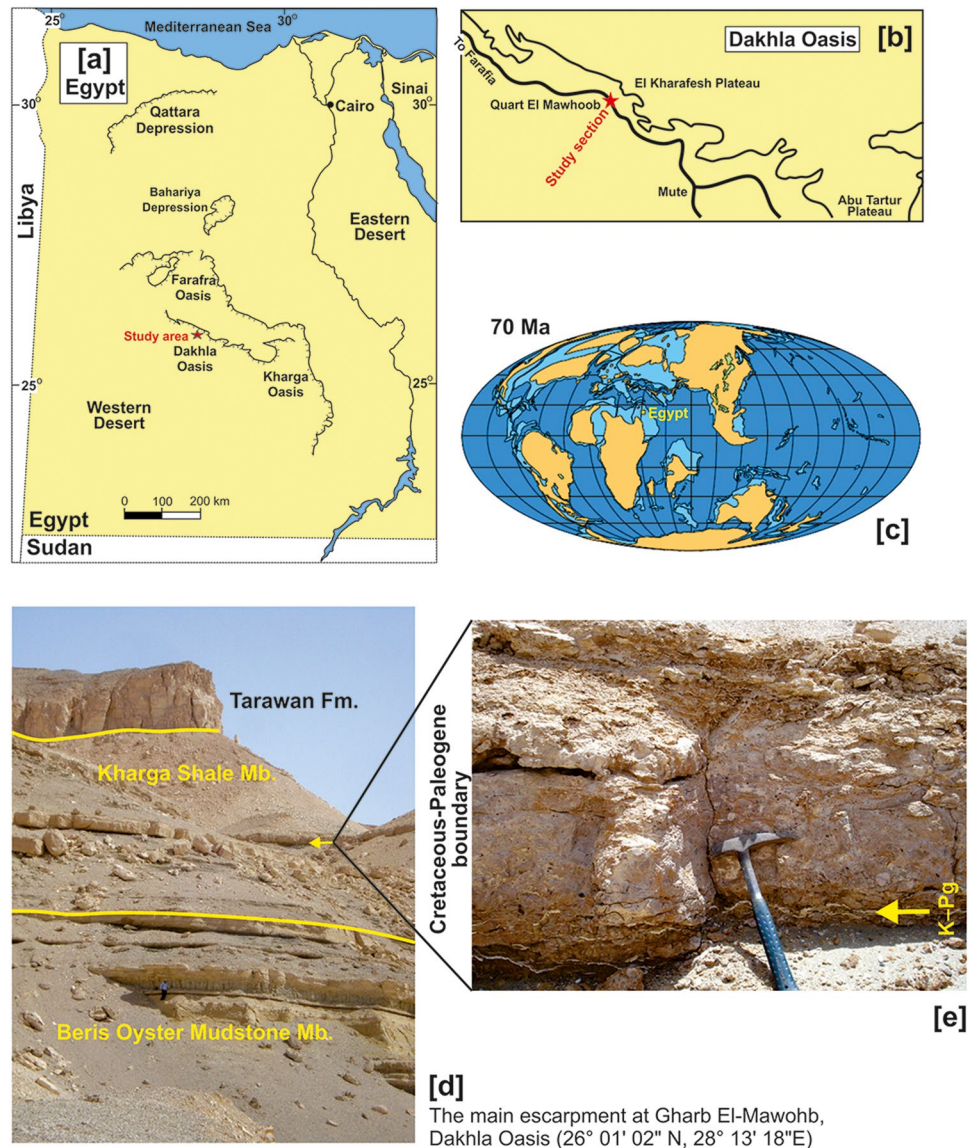 25°
30°
Mediterranean Sea
[a]
Egypt
Sinai
30°
30°
Cairo
Qattara
Depression
Libya
Bahariya
Depression
Eastern
Desert
Farafra
Oasis
Study area
Dakhla
Oasis
Kharga
Oasis
25°
25°
Western
Desert
0 100 200 km
Egypt
Sudan
Dakhla Oasis
[b]
To Farafia
El Kharafesh Plateau
Quart El Mawhoob
Study section
Mute
Abu Tartur
Plateau
70 Ma
Egypt
[c]
Tarawan Fm.
Kharga Shale Mb.
Beris Oyster Mudstone Mb.
[d]
The main escarpment at Gharb El-Mawohb,
Dakhla Oasis (26° 01' 02" N, 28° 13' 18"E)
Cretaceous-Paleogene
boundary
K–Pg
[e]